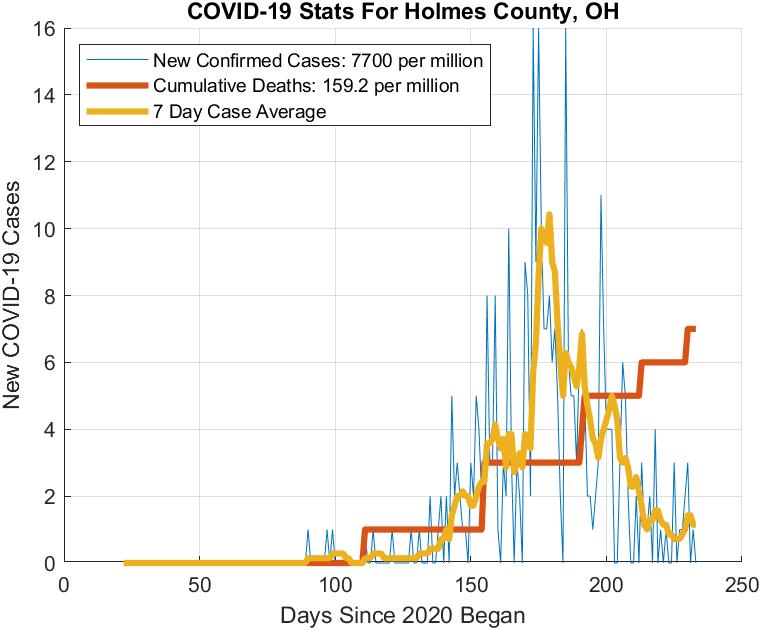 COVID-19 Stats For Holmes County, OH
New Confirmed Cases: 7700 per million
Cumulative Deaths: 159.2 per million
7 Day Case Average
New COVID-19 Cases
16
14
12
10
8
6
4
2
0
0 50 100 150 200 250
Days Since 2020 Began